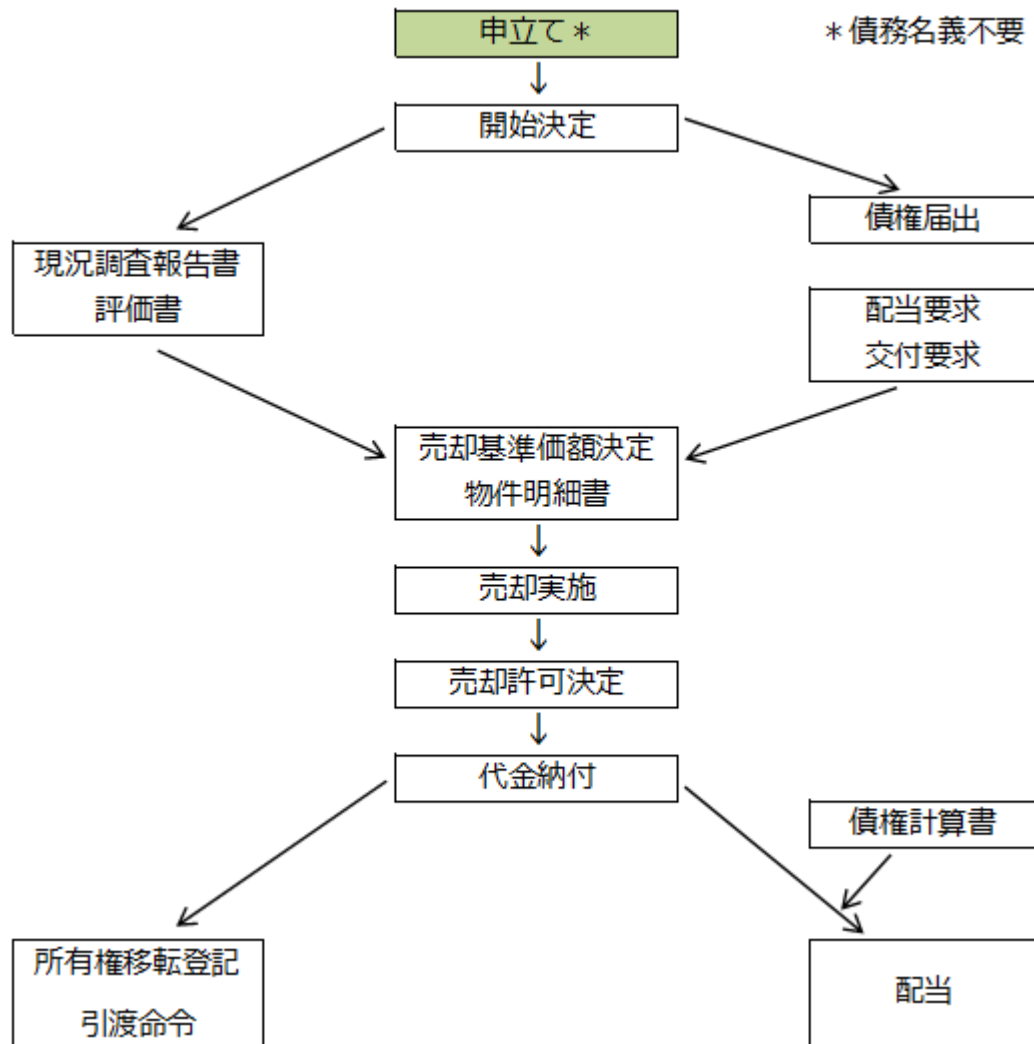 申立て＊
＊債務名義不要
↓
開始決定
債権届出
現況調査報告書
評価書
配当要求
交付要求
売却基準価額決定
物件明細書
↓
売却実施
↓
売却許可決定
↓
代金納付
債権計算書
所有権移転登記
引渡命令
配当